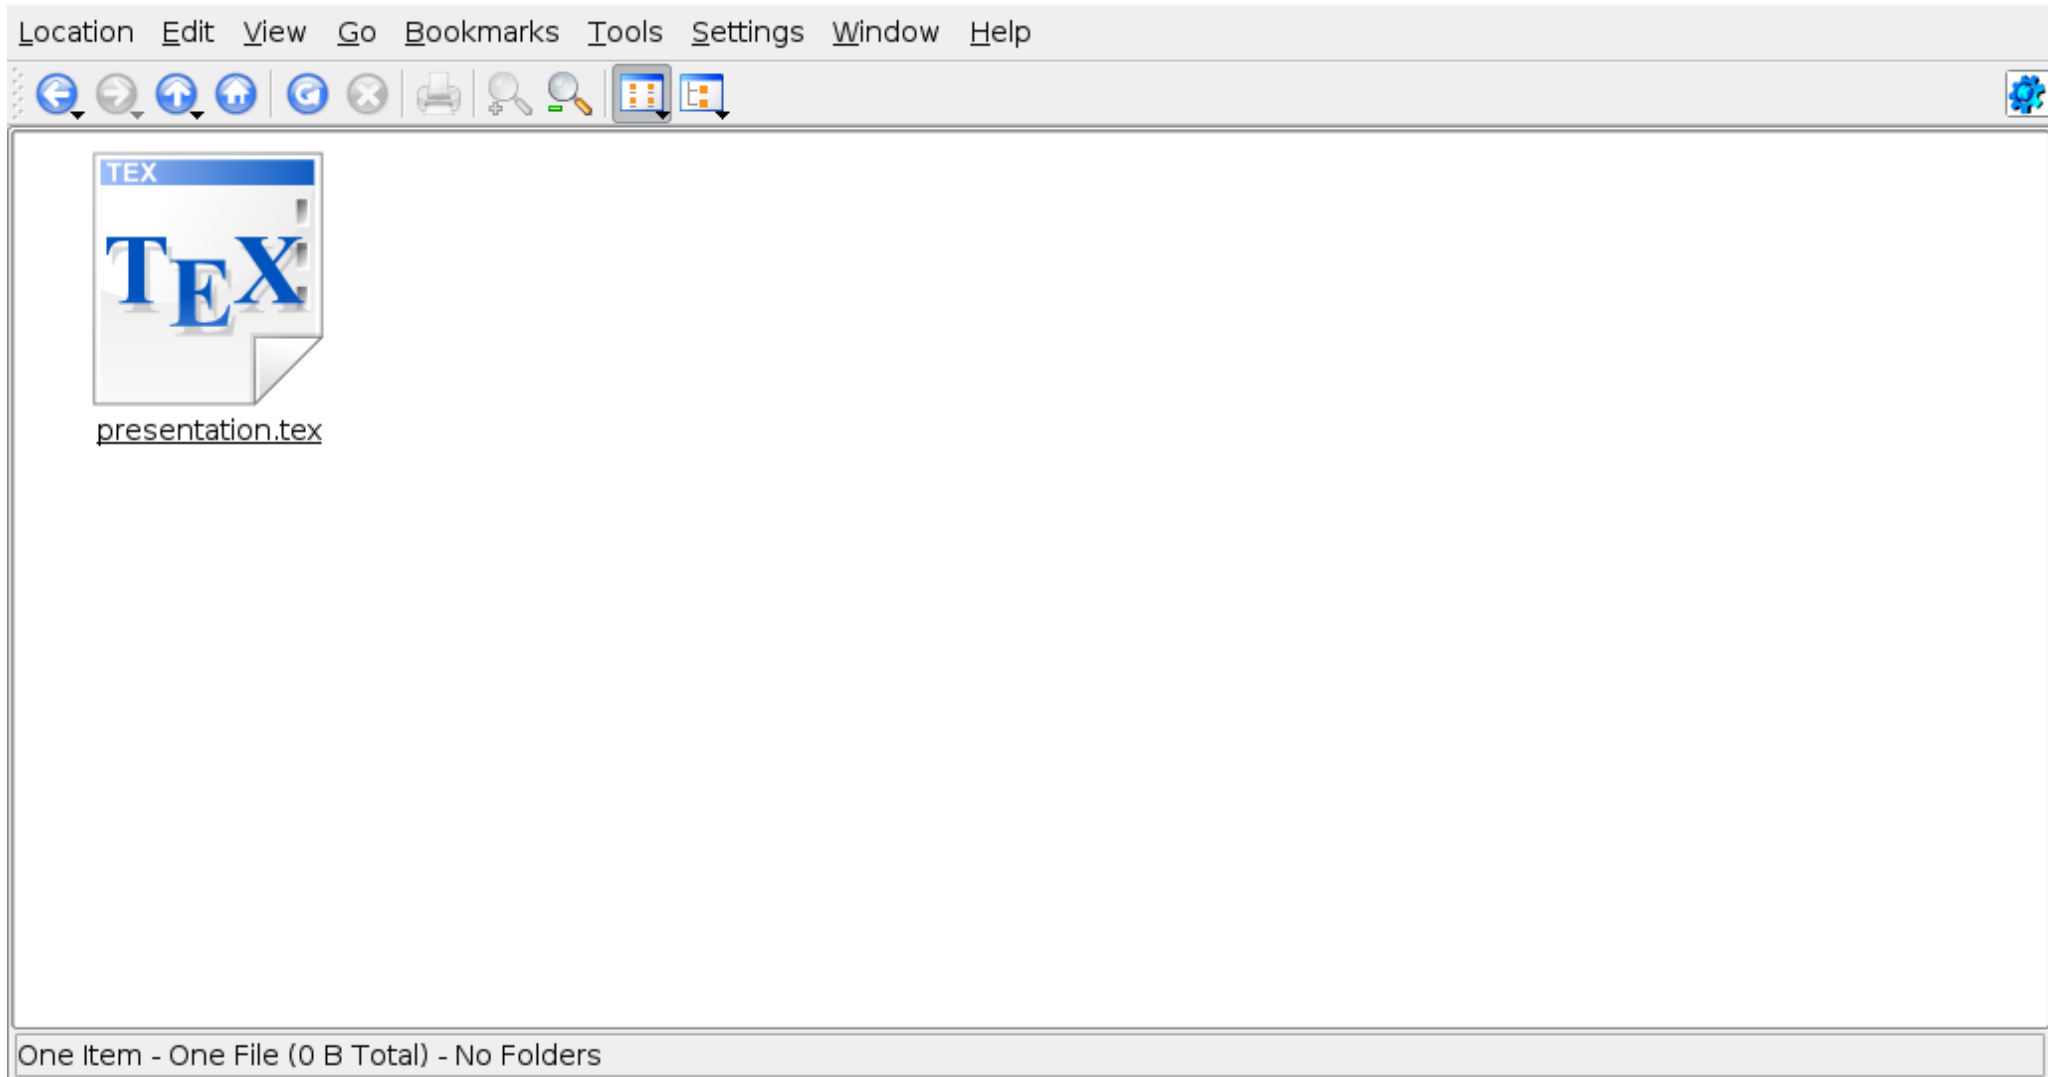 Location Edit View Go Bookmarks Tools Settings Window Help
TEX
TEX
presentation.tex
One Item - One File (0 B Total) - No Folders